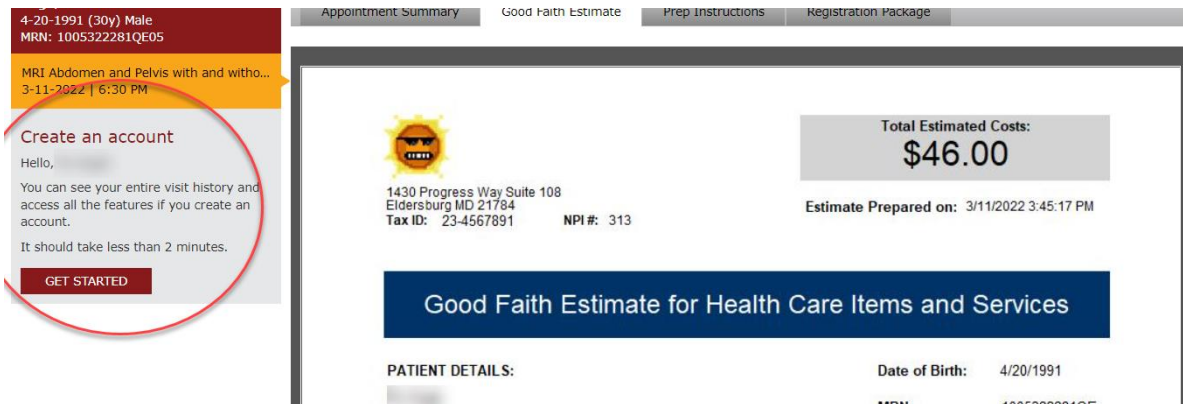 4-20-1991 (30y) Male
MRN: 1005322281QE05
MRI Abdomen and Pelvis with and witho...
3-11-2022 | 6:30 PM
Create an account
Hello,
You can see your entire visit history and
access all the features if you create an
account.
It should take less than 2 minutes.
GET STARTED
Appointment Summary
Good Faith Estimate
Prep Instructions
Registration Package
1430 Progress Way Suite 108
Eldersburg MD 21784
Tax ID: 23-4567891 NPI #: 313
Total Estimated Costs:
$46.00
Estimate Prepared on: 3/11/2022 3:45:17 PM
Good Faith Estimate for Health Care Items and Services
PATIENT DETAILS:
Date of Birth: 4/20/1991